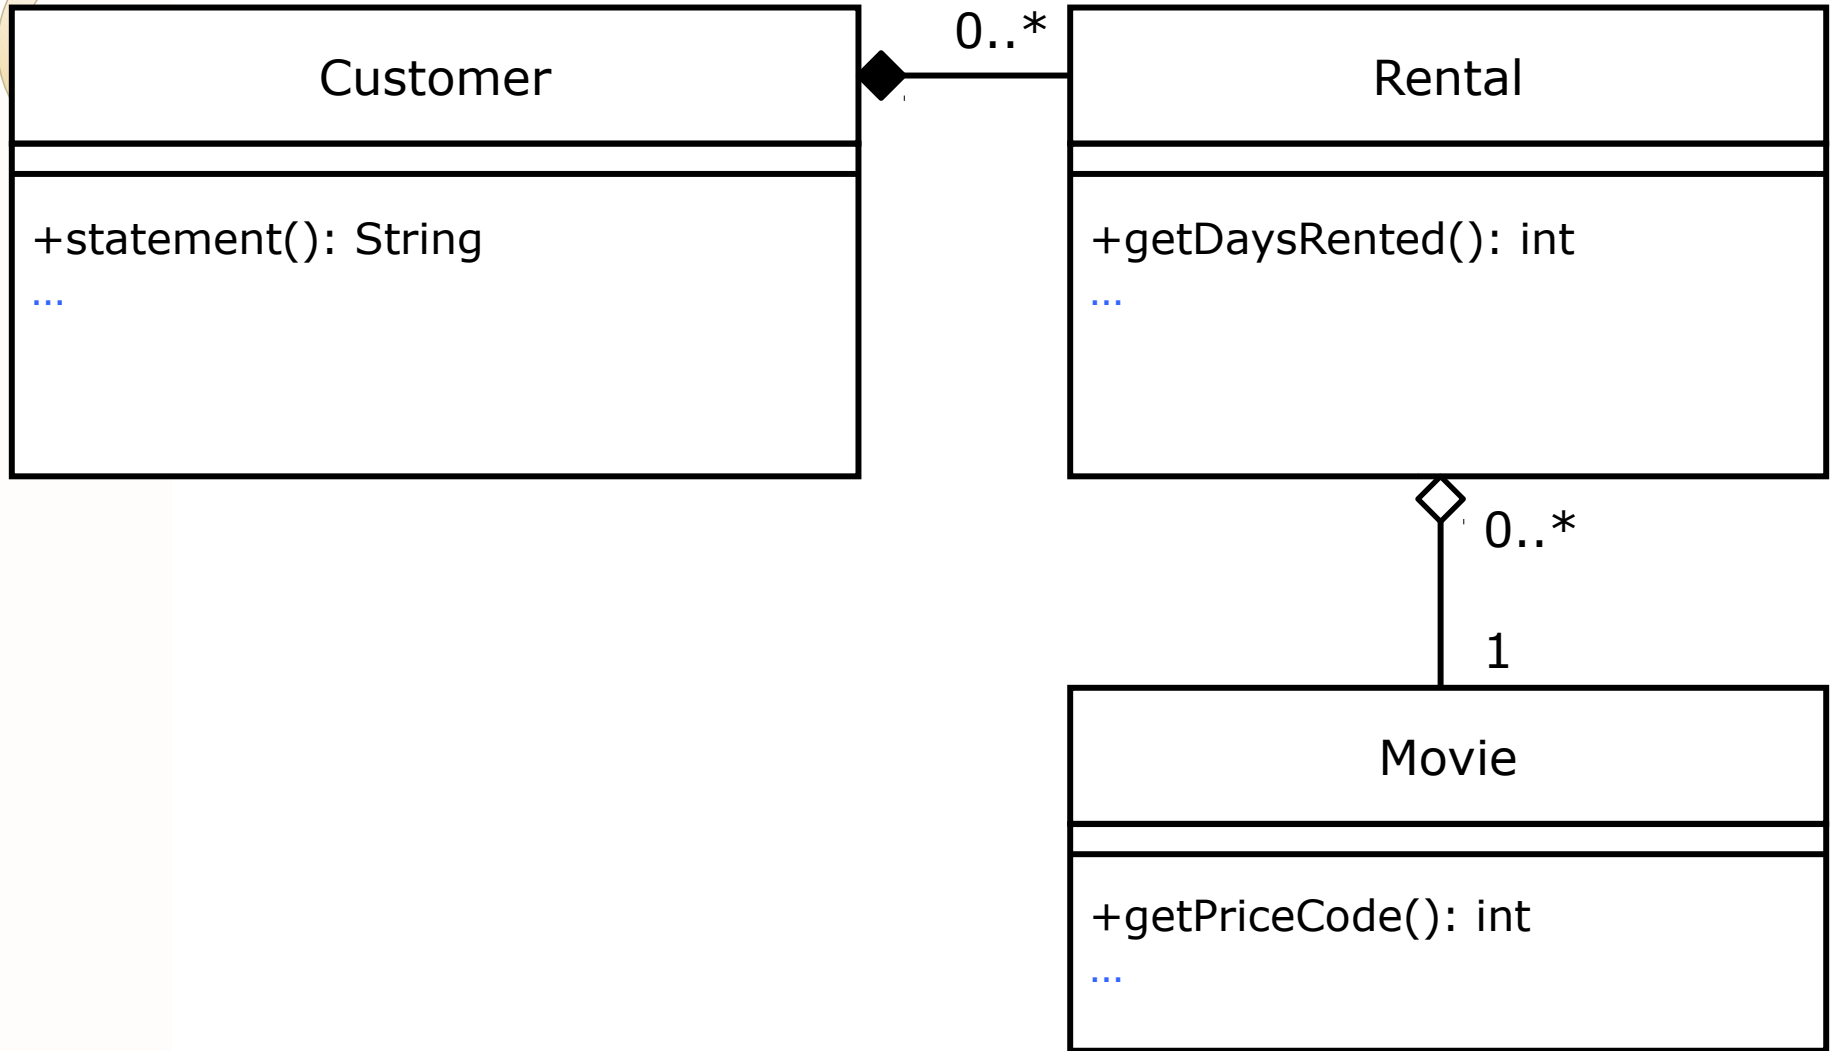 Customer
0..*
Rental
+statement(): String
...
+getDaysRented(): int
...
0..*
1
Movie
+getPriceCode(): int
...